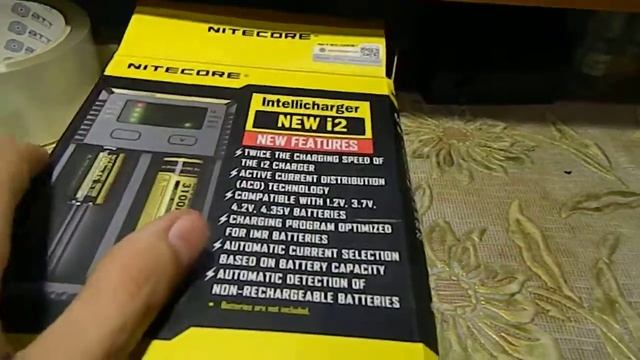 NITECORE
NITECORE
Intellicharger
NEW i2
NEW FEATURES
TWICE THE CHARGING SPEED OF
THE i2 CHARGER
ACTIVE CURRENT DISTRIBUTION
(ACD) TECHNOLOGY
COMPATIBLE WITH 1.2V, 3.7V,
4.2V, 4.35V BATTERIES
CHARGING PROGRAM OPTIMIZED
FOR IMR BATTERIES
AUTOMATIC CURRENT SELECTION
BASED ON BATTERY CAPACITY
AUTOMATIC DETECTION OF
NON-RECHARGEABLE BATTERIES
Batteries are not included.
3100